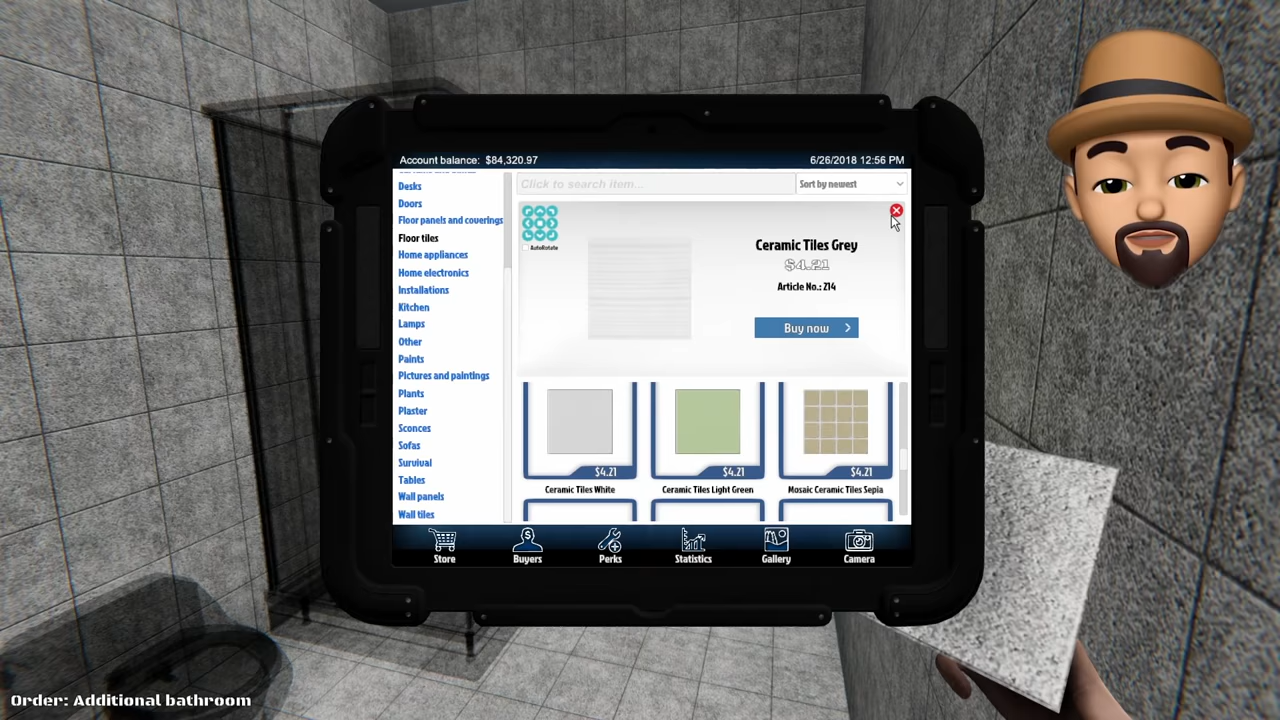 Account balance: $84,320.97
6/26/2018 12:56 PM
Click to search item...
Sort by newest
Desks
Doors
Floor panels and coverings
Floor tiles
Home appliances
Home electronics
Installations
Kitchen
Lamps
Other
Paints
Pictures and paintings
Plants
Plaster
Sconces
Sofas
Survival
Tables
Wall panels
Wall tiles
AutoRotate
Ceramic Tiles Grey
$4.21
Article No.: 214
Buy now
$4.21
$4.21
$4.21
Ceramic Tiles White
Ceramic Tiles Light Green
Mosaic Ceramic Tiles Sepia
Store
Buyers
Perks
Statistics
Gallery
Camera
Order: Additional bathroom